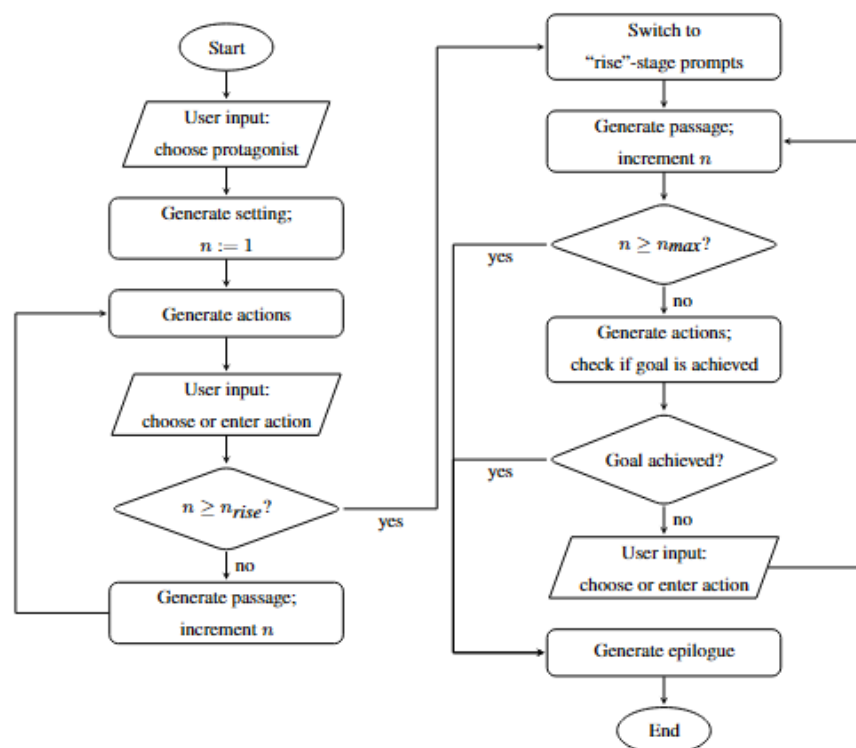 Start
User input:
choose protagonist
Generate setting;
n := 1
Generate actions
User input:
choose or enter action
n ≥ nrise?
yes
no
Generate passage;
increment n
Switch to
“rise”-stage prompts
Generate passage;
increment n
n ≥ nmax?
yes
no
Generate actions;
check if goal is achieved
Goal achieved?
yes
no
User input:
choose or enter action
Generate epilogue
End